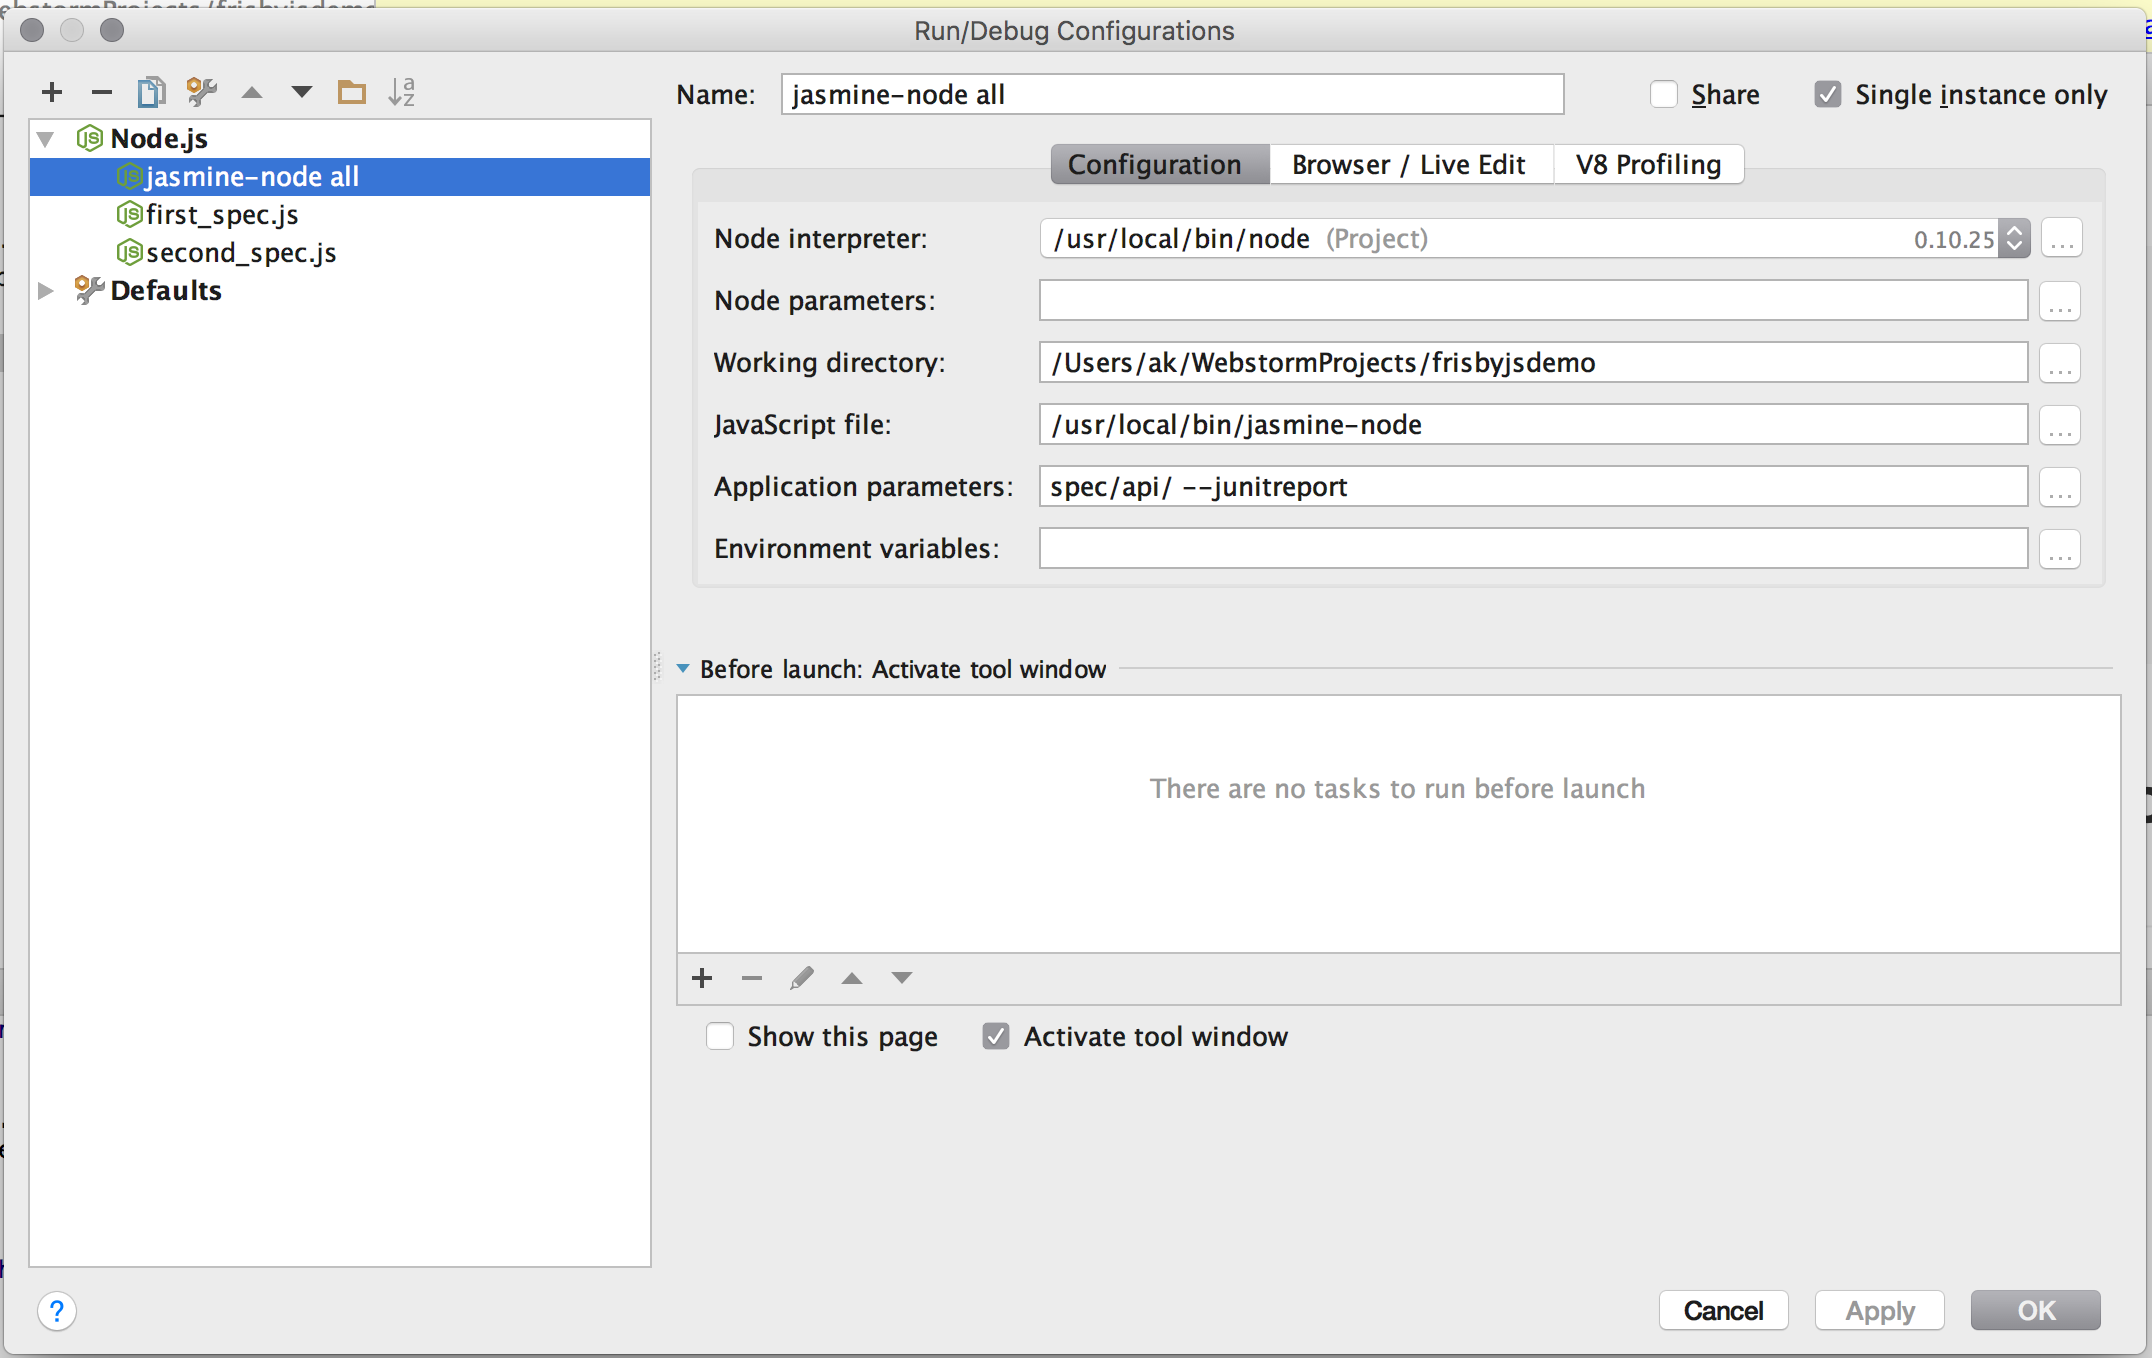 Run/Debug Configurations
Node.js
jasmine-node all
first_spec.js
second_spec.js
Defaults
Name: jasmine-node all
Share
Single instance only
Configuration
Browser / Live Edit
V8 Profiling
Node interpreter: /usr/local/bin/node (Project) 0.10.25
Node parameters:
Working directory: /Users/ak/WebstormProjects/frisbyjsdemo
JavaScript file: /usr/local/bin/jasmine-node
Application parameters: spec/api/ --junitreport
Environment variables:
Before launch: Activate tool window
There are no tasks to run before launch
Show this page
Activate tool window
?
Cancel
Apply
OK